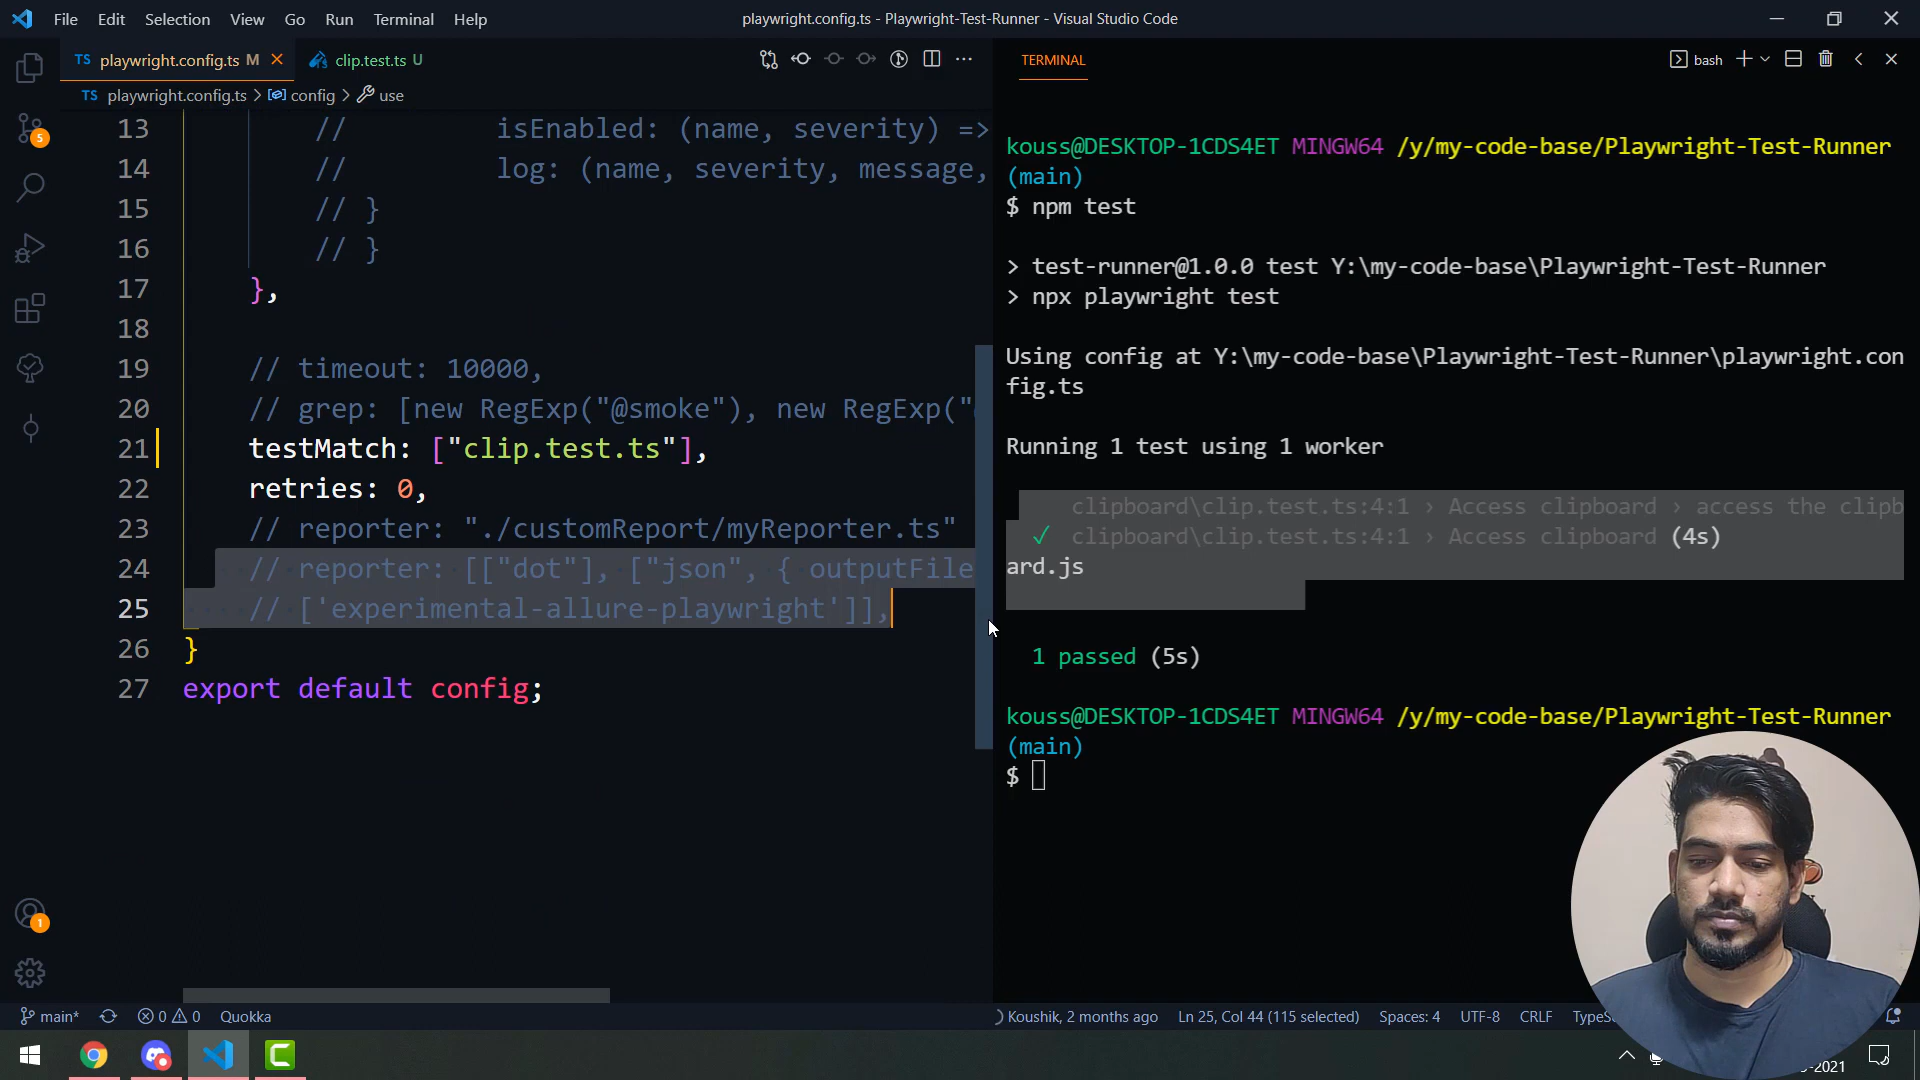 File Edit Selection View Go Run Terminal Help
playwright.config.ts - Playwright-Test-Runner - Visual Studio Code
TS playwright.config.ts M
clip.test.ts U
TS playwright.config.ts > config > use
13 // isEnabled: (name, severity) =>
14 // log: (name, severity, message,
15 // }
16 // }
17 },
18
19 // timeout: 10000,
20 // grep: [new RegExp("@smoke"), new RegExp("
21 testMatch: ["clip.test.ts"],
22 retries: 0,
23 // reporter: "./customReport/myReporter.ts"
24 // reporter: [["dot"], ["json", { outputFile
25 // ['experimental-allure-playwright']],
26 }
27 export default config;
TERMINAL
bash
kouss@DESKTOP-1CDS4ET MINGW64 /y/my-code-base/Playwright-Test-Runner
(main)
$ npm test
> test-runner@1.0.0 test Y:\my-code-base\Playwright-Test-Runner
> npx playwright test
Using config at Y:\my-code-base\Playwright-Test-Runner\playwright.con
fig.ts
Running 1 test using 1 worker
clipboard\clip.test.ts:4:1 › Access clipboard › access the clipb
✓ clipboard\clip.test.ts:4:1 › Access clipboard (4s)
ard.js
1 passed (5s)
kouss@DESKTOP-1CDS4ET MINGW64 /y/my-code-base/Playwright-Test-Runner
(main)
$
5
1
main* 0 0 Quokka
Koushik, 2 months ago Ln 25, Col 44 (115 selected) Spaces: 4 UTF-8 CRLF
-2021